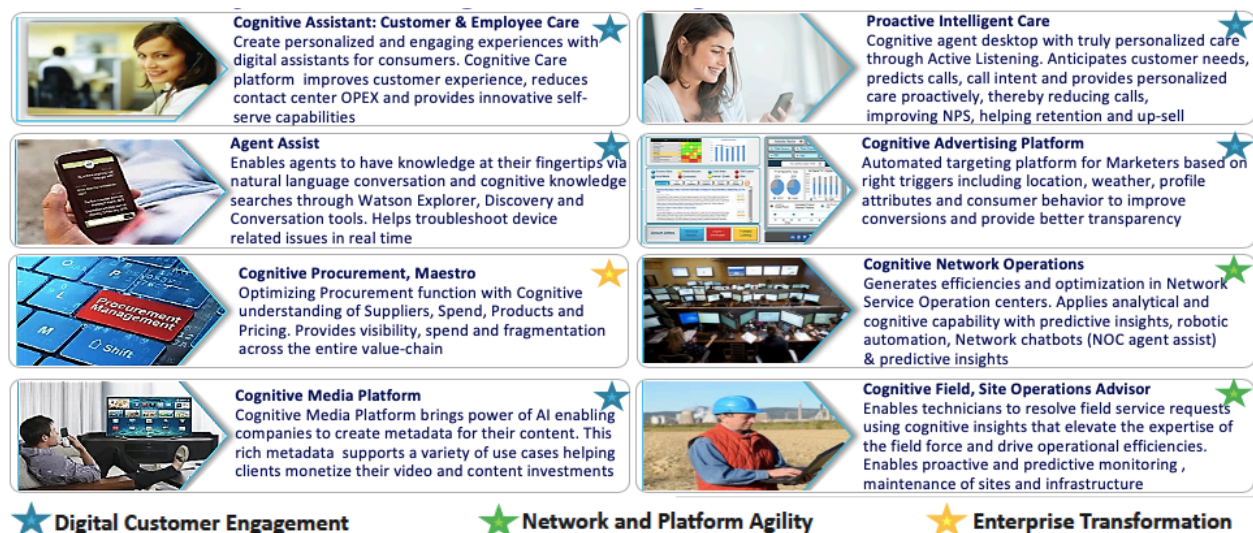 Cognitive Assistant: Customer & Employee Care
Create personalized and engaging experiences with
digital assistants for consumers. Cognitive Care
platform improves customer experience, reduces
contact center OPEX and provides innovative self-
serve capabilities
Proactive Intelligent Care
Cognitive agent desktop with truly personalized care
through Active Listening. Anticipates customer needs,
predicts calls, call intent and provides personalized
care proactively, thereby reducing calls,
improving NPS, helping retention and up-sell
Agent Assist
Enables agents to have knowledge at their fingertips via
natural language conversation and cognitive knowledge
searches through Watson Explorer, Discovery and
Conversation tools. Helps troubleshoot device
related issues in real time
Cognitive Advertising Platform
Automated targeting platform for Marketers based on
right triggers including location, weather, profile
attributes and consumer behavior to improve
conversions and provide better transparency
Procurement
Management
Shift
O
P
L
M
Cognitive Procurement, Maestro
Optimizing Procurement function with Cognitive
understanding of Suppliers, Spend, Products and
Pricing. Provides visibility, spend and fragmentation
across the entire value-chain
Cognitive Network Operations
Generates efficiencies and optimization in Network
Service Operation centers. Applies analytical and
cognitive capability with predictive insights, robotic
automation, Network chatbots (NOC agent assist)
& predictive insights
Cognitive Media Platform
Cognitive Media Platform brings power of AI enabling
companies to create metadata for their content. This
rich metadata supports a variety of use cases helping
clients monetize their video and content investments
Cognitive Field, Site Operations Advisor
Enables technicians to resolve field service requests
using cognitive insights that elevate the expertise of
the field force and drive operational efficiencies.
Enables proactive and predictive monitoring ,
maintenance of sites and infrastructure
Digital Customer Engagement
Network and Platform Agility
Enterprise Transformation